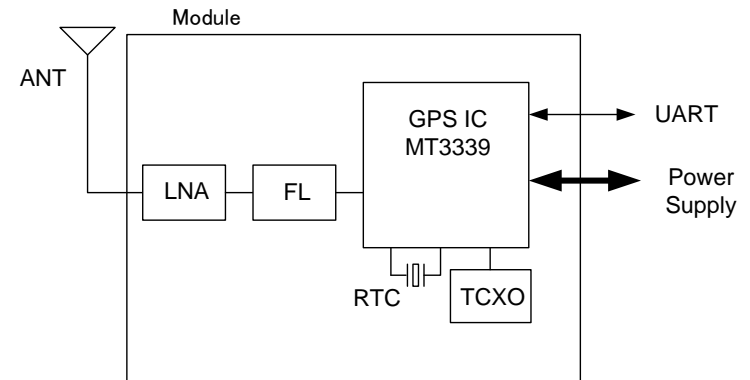 Module
ANT
GPS IC
MT3339
UART
LNA
FL
Power
Supply
RTC
TCXO